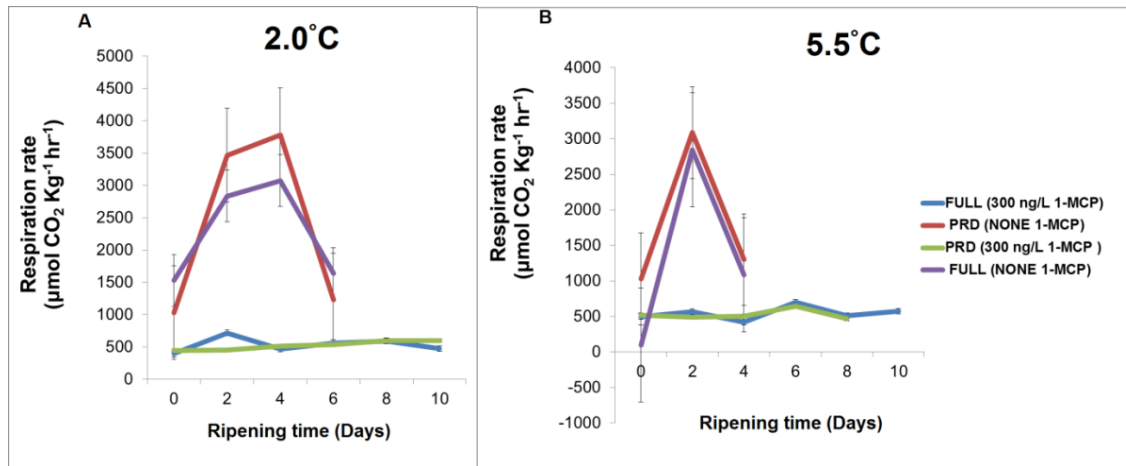 A
2.0°C
Respiration rate
(µmol CO₂ Kg⁻¹ hr⁻¹)
5000
4500
4000
3500
3000
2500
2000
1500
1000
500
0
0 2 4 6 8 10
Ripening time (Days)
B
5.5°C
Respiration rate
(µmol CO₂ Kg⁻¹ hr⁻¹)
4000
3500
3000
2500
2000
1500
1000
500
0
-500
-1000
0 2 4 6 8 10
Ripening time (Days)
FULL (300 ng/L 1-MCP)
PRD (NONE 1-MCP)
PRD (300 ng/L 1-MCP )
FULL (NONE 1-MCP)